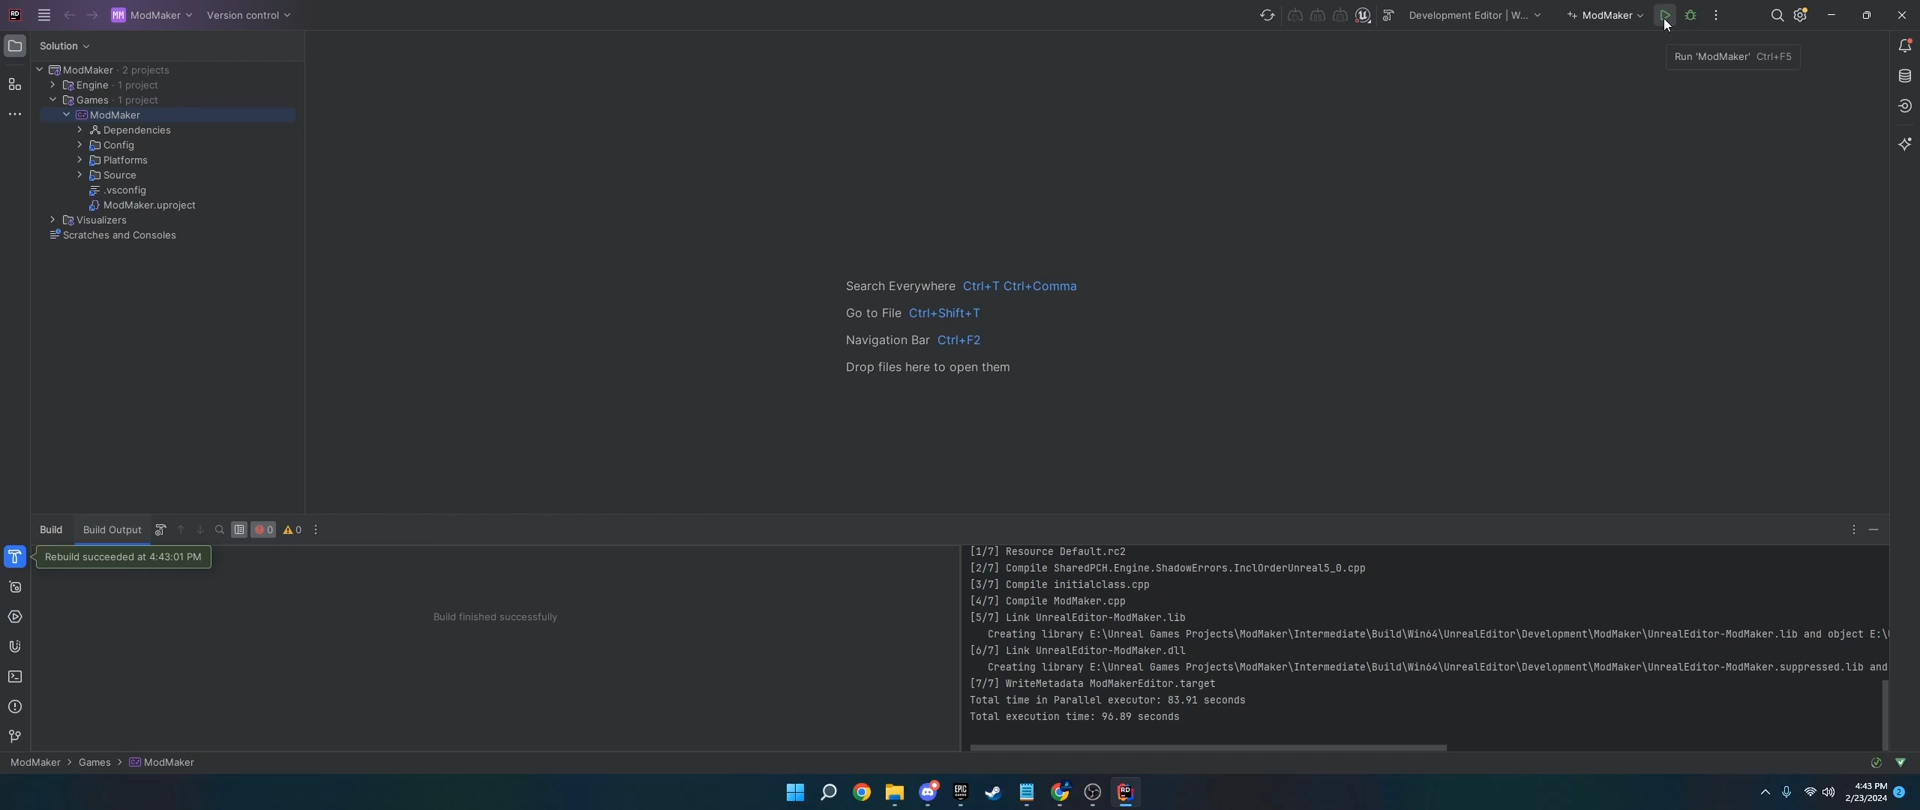 RD
MM ModMaker
Version control
Development Editor | W...
ModMaker
Run 'ModMaker' Ctrl+F5
Solution
ModMaker · 2 projects
Engine · 1 project
Games · 1 project
ModMaker
Dependencies
Config
Platforms
Source
.vsconfig
ModMaker.uproject
Visualizers
Scratches and Consoles
Search Everywhere Ctrl+T Ctrl+Comma
Go to File Ctrl+Shift+T
Navigation Bar Ctrl+F2
Drop files here to open them
Build
Build Output
0
0
Rebuild succeeded at 4:43:01 PM
Build finished successfully
[1/7] Resource Default.rc2
[2/7] Compile SharedPCH.Engine.ShadowErrors.InclOrderUnreal5_0.cpp
[3/7] Compile initialclass.cpp
[4/7] Compile ModMaker.cpp
[5/7] Link UnrealEditor-ModMaker.lib
Creating library E:\Unreal Games Projects\ModMaker\Intermediate\Build\Win64\UnrealEditor\Development\ModMaker\UnrealEditor-ModMaker.lib and object E:\
[6/7] Link UnrealEditor-ModMaker.dll
Creating library E:\Unreal Games Projects\ModMaker\Intermediate\Build\Win64\UnrealEditor\Development\ModMaker\UnrealEditor-ModMaker.suppressed.lib and
[7/7] WriteMetadata ModMakerEditor.target
Total time in Parallel executor: 83.91 seconds
Total execution time: 96.89 seconds
ModMaker > Games > ModMaker
EPIC
RD
4:43 PM
2/23/2024
2